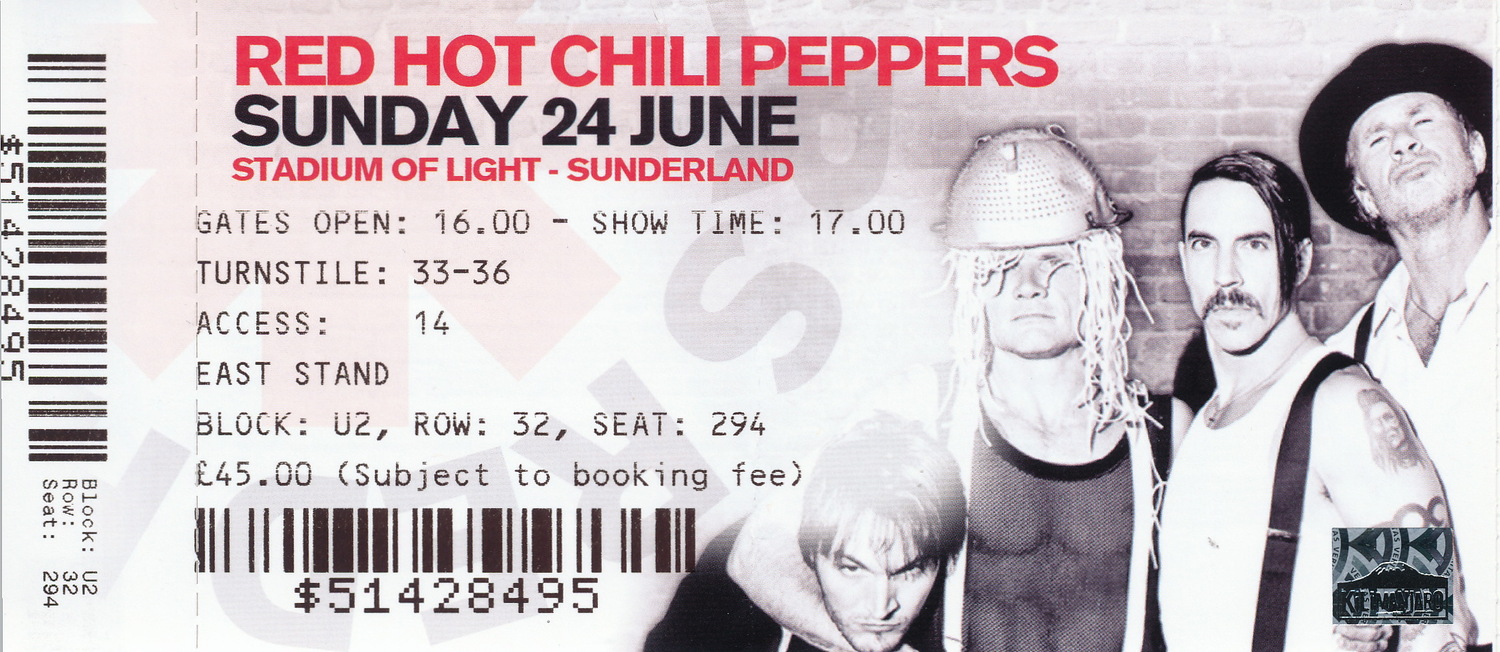 RED HOT CHILI PEPPERS
SUNDAY 24 JUNE
STADIUM OF LIGHT - SUNDERLAND
GATES OPEN: 16.00 - SHOW TIME: 17.00
TURNSTILE: 33-36
ACCESS: 14
EAST STAND
BLOCK: U2, ROW: 32, SEAT: 294
£45.00 (Subject to booking fee)
$51428495
$51428495
Block: U2
Row: 32
Seat: 294
KILIMANJARO